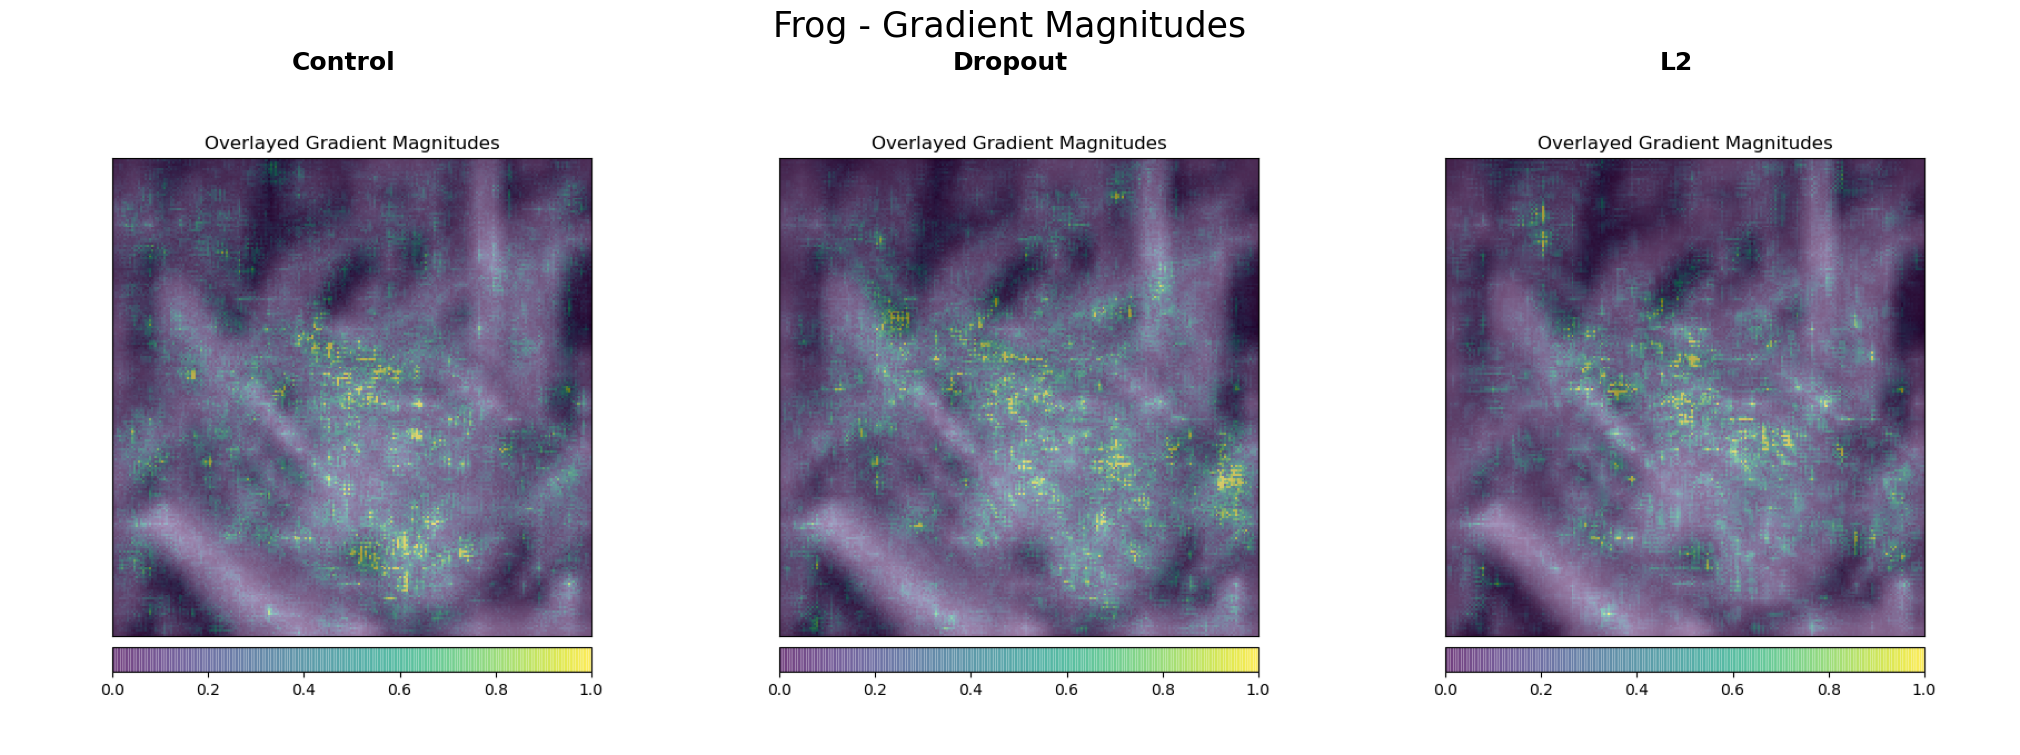 Frog - Gradient Magnitudes
Control Dropout L2
Overlayed Gradient Magnitudes Overlayed Gradient Magnitudes Overlayed Gradient Magnitudes
0.0 0.2 0.4 0.6 0.8 1.0 0.0 0.2 0.4 0.6 0.8 1.0 0.0 0.2 0.4 0.6 0.8 1.0